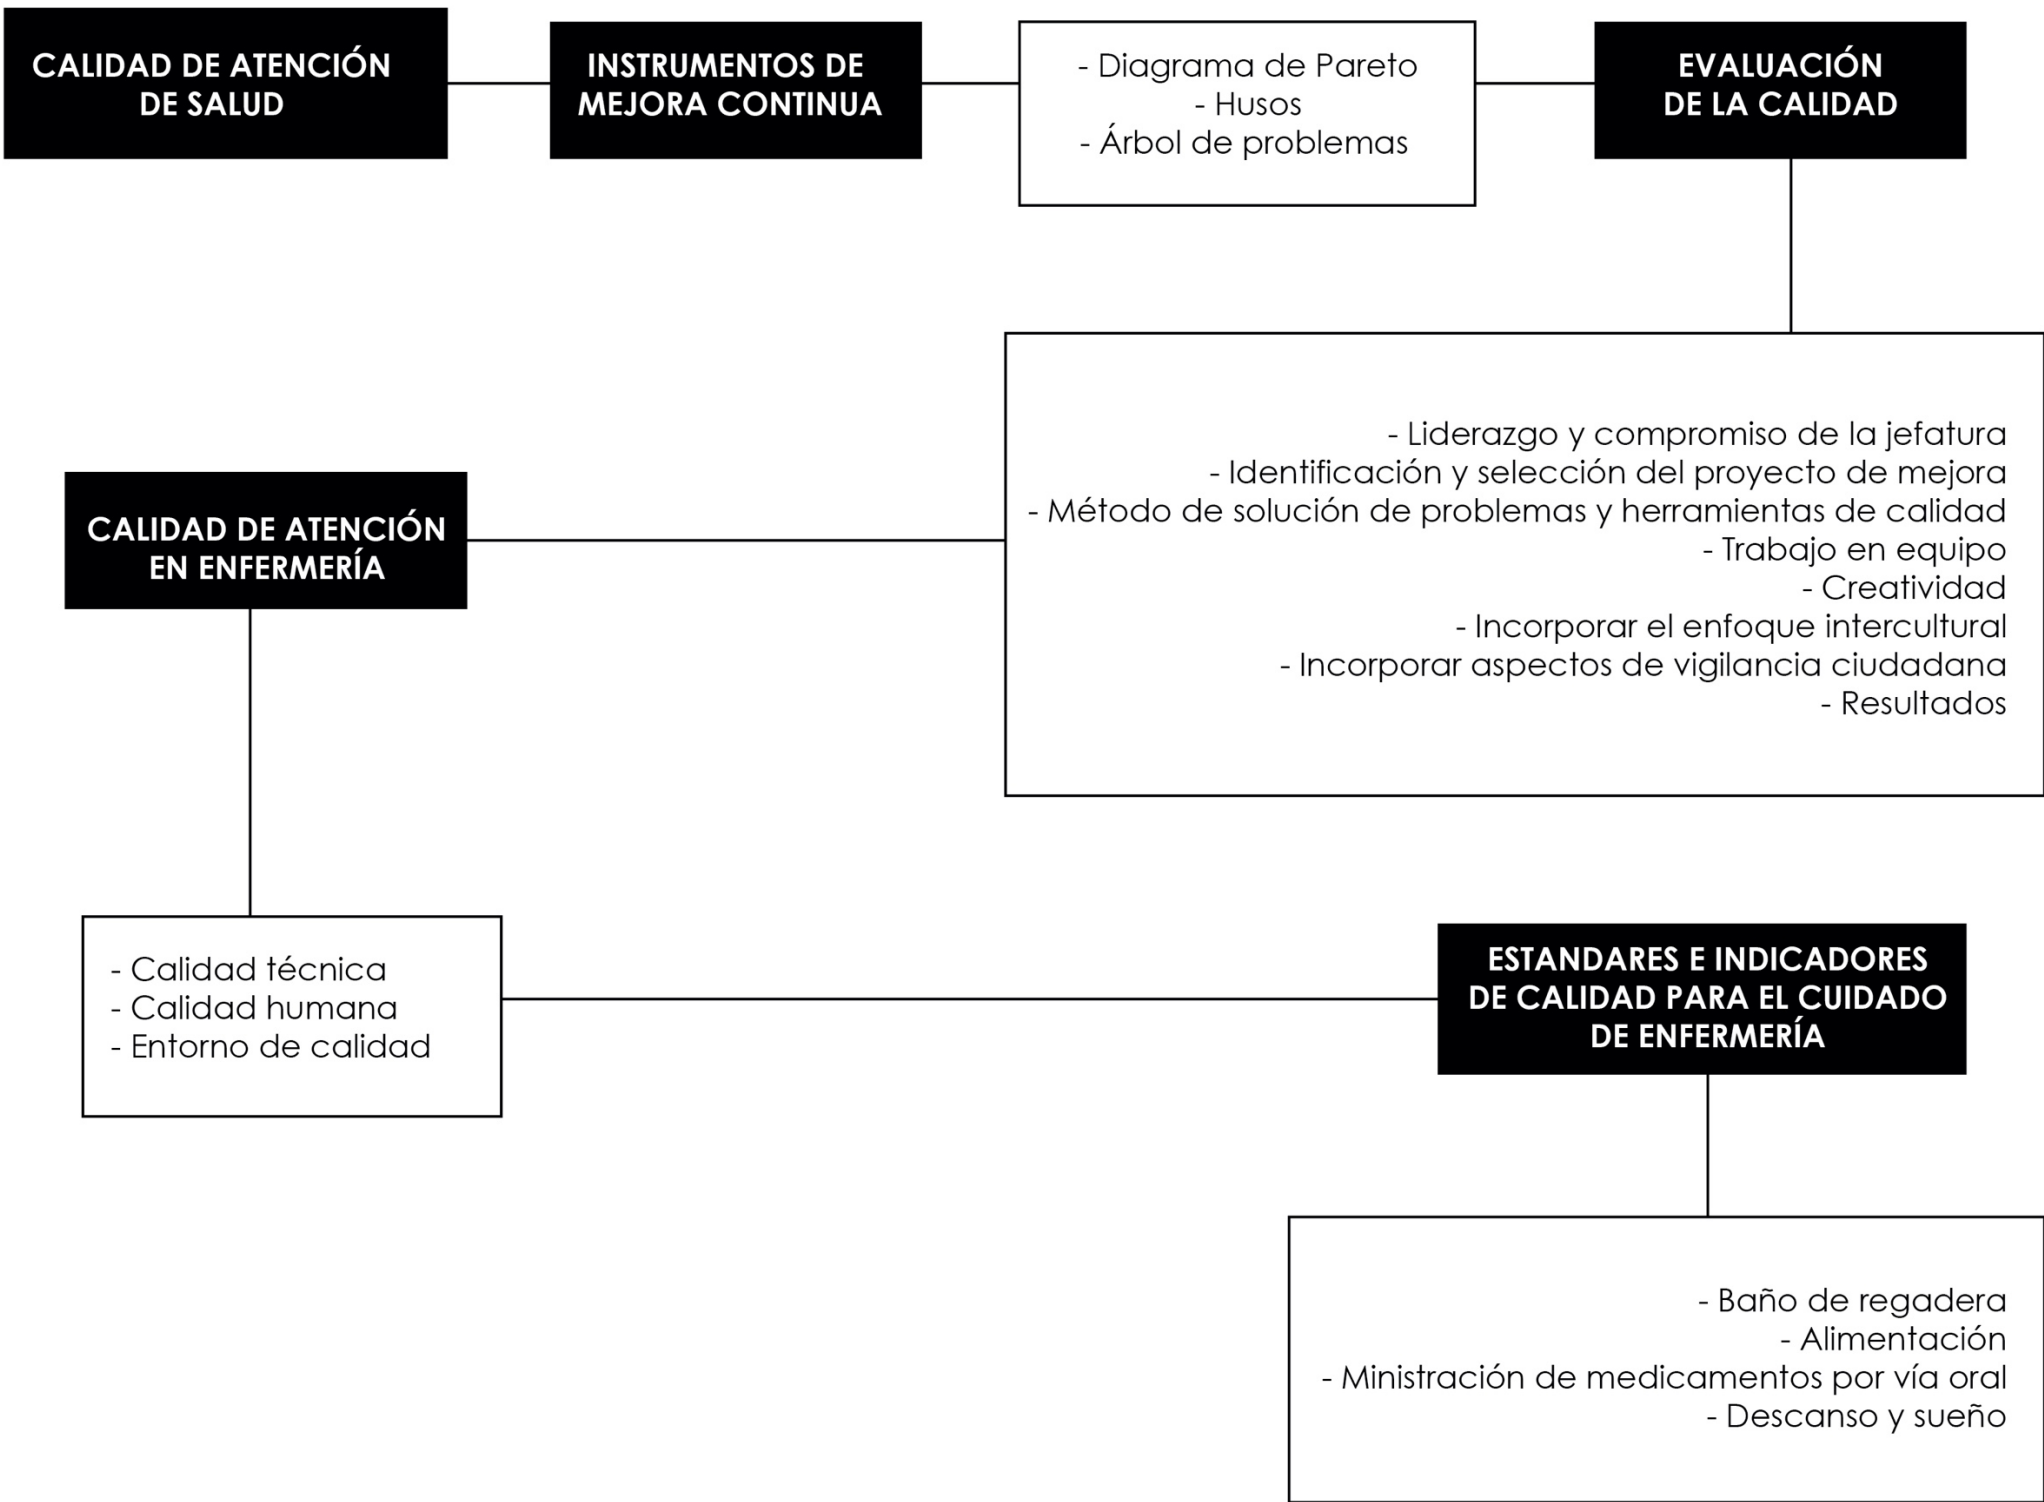 CALIDAD DE ATENCIÓN
DE SALUD
INSTRUMENTOS DE
MEJORA CONTINUA
- Diagrama de Pareto
- Husos
- Árbol de problemas
EVALUACIÓN
DE LA CALIDAD
- Liderazgo y compromiso de la jefatura
- Identificación y selección del proyecto de mejora
- Método de solución de problemas y herramientas de calidad
- Trabajo en equipo
- Creatividad
- Incorporar el enfoque intercultural
- Incorporar aspectos de vigilancia ciudadana
- Resultados
CALIDAD DE ATENCIÓN
EN ENFERMERÍA
- Calidad técnica
- Calidad humana
- Entorno de calidad
ESTANDARES E INDICADORES
DE CALIDAD PARA EL CUIDADO
DE ENFERMERÍA
- Baño de regadera
- Alimentación
- Ministración de medicamentos por vía oral
- Descanso y sueño